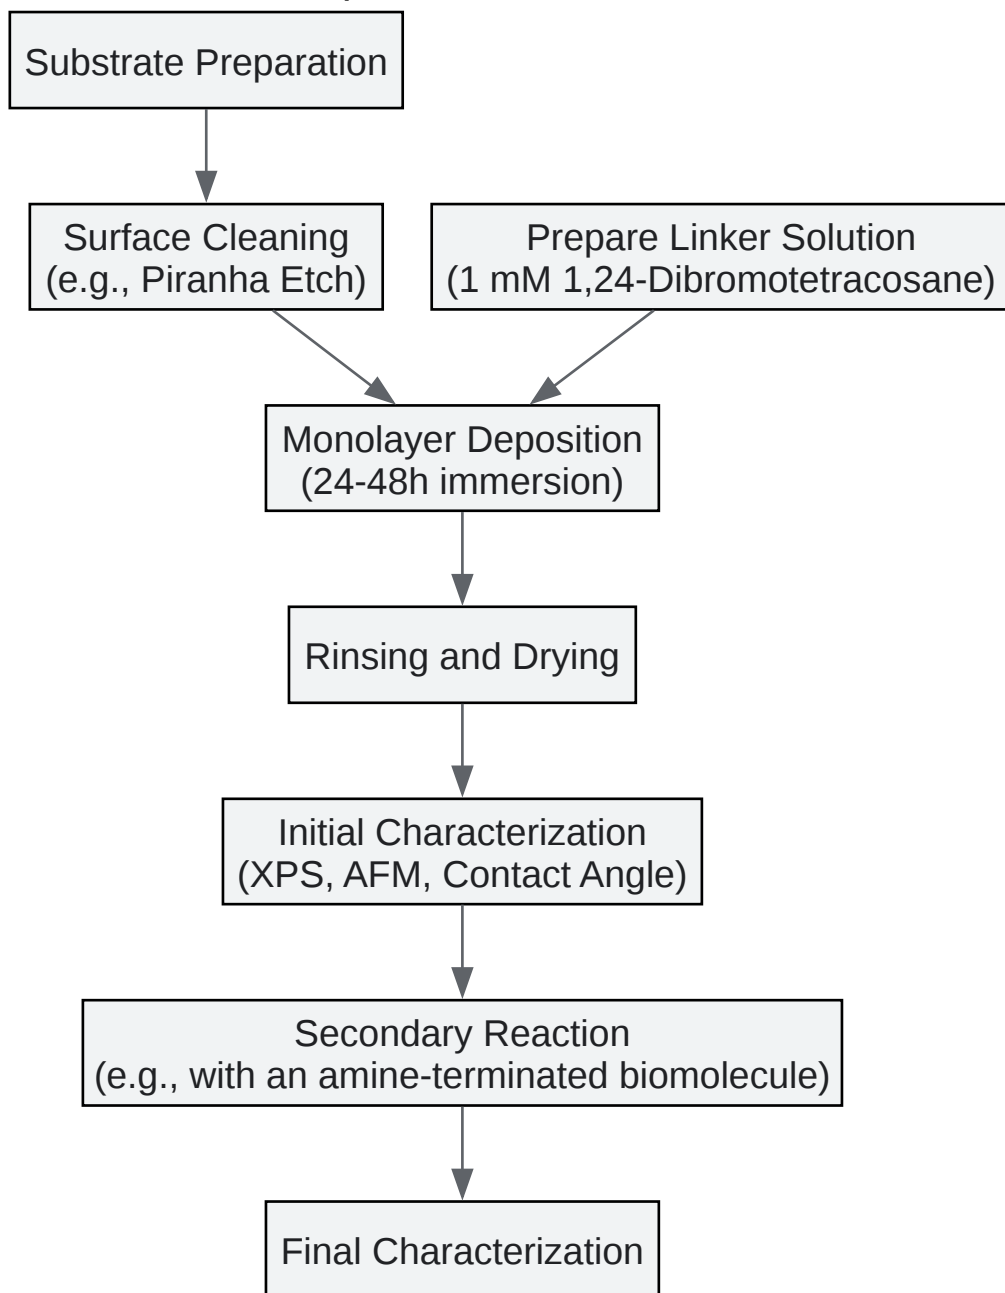 Substrate Preparation
Surface Cleaning
(e.g., Piranha Etch)
Prepare Linker Solution
(1 mM 1,24-Dibromotetracosane)
Monolayer Deposition
(24-48h immersion)
Rinsing and Drying
Initial Characterization
(XPS, AFM, Contact Angle)
Secondary Reaction
(e.g., with an amine-terminated biomolecule)
Final Characterization